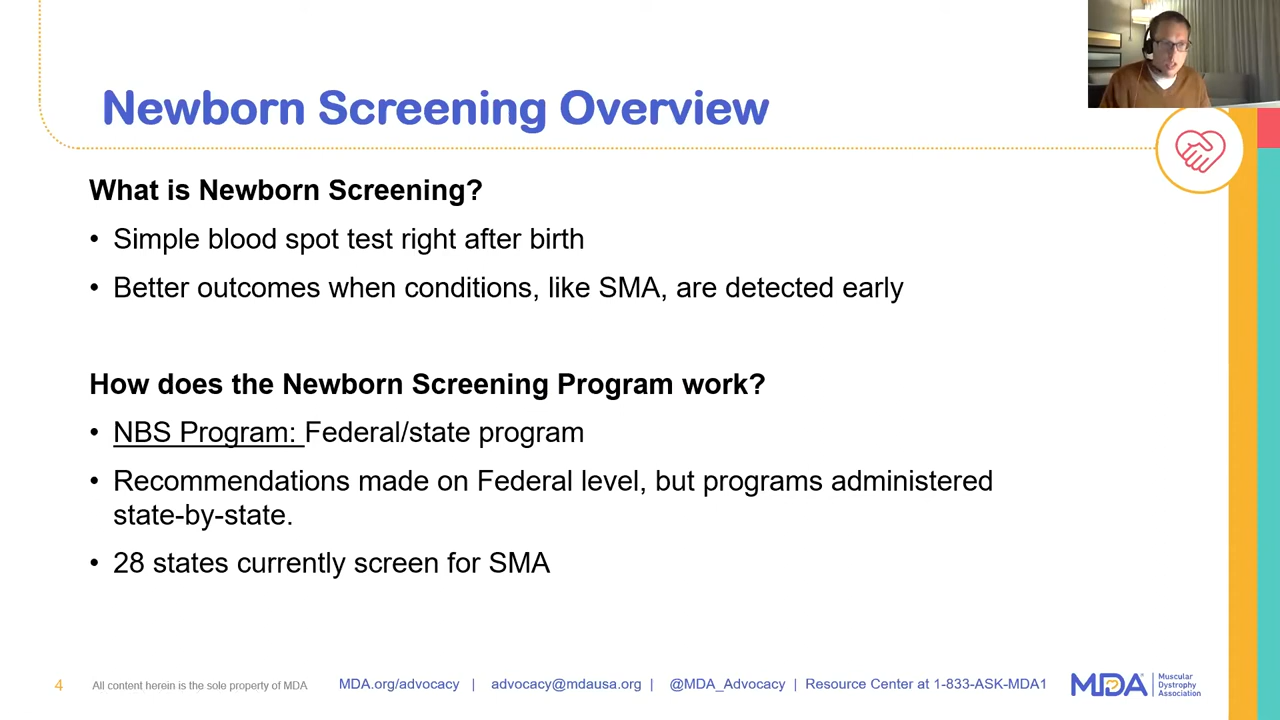 Newborn Screening Overview
What is Newborn Screening?
• Simple blood spot test right after birth
• Better outcomes when conditions, like SMA, are detected early
How does the Newborn Screening Program work?
• NBS Program: Federal/state program
• Recommendations made on Federal level, but programs administered
state-by-state.
• 28 states currently screen for SMA
4 All content herein is the sole property of MDA MDA.org/advocacy | advocacy@mdausa.org | @MDA_Advocacy | Resource Center at 1-833-ASK-MDA1
MDA
Muscular
Dystrophy
Association